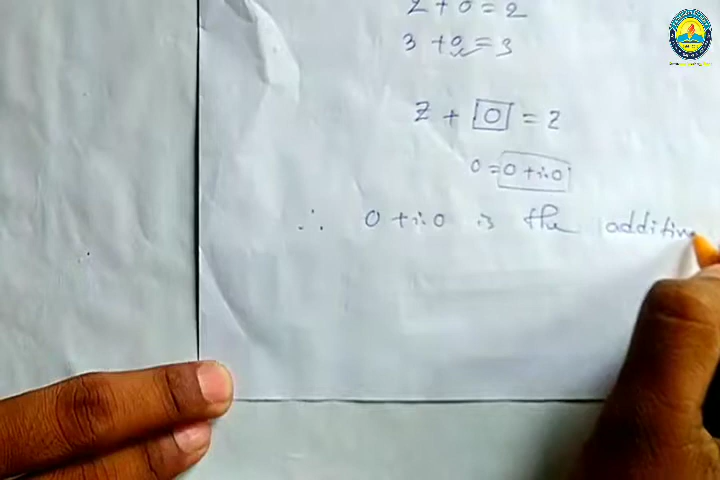 2 + 0 = 2
3 + 0 = 3
Z + 0 = Z
0 = 0 + i.0
∴ 0 + i.0 is the additive